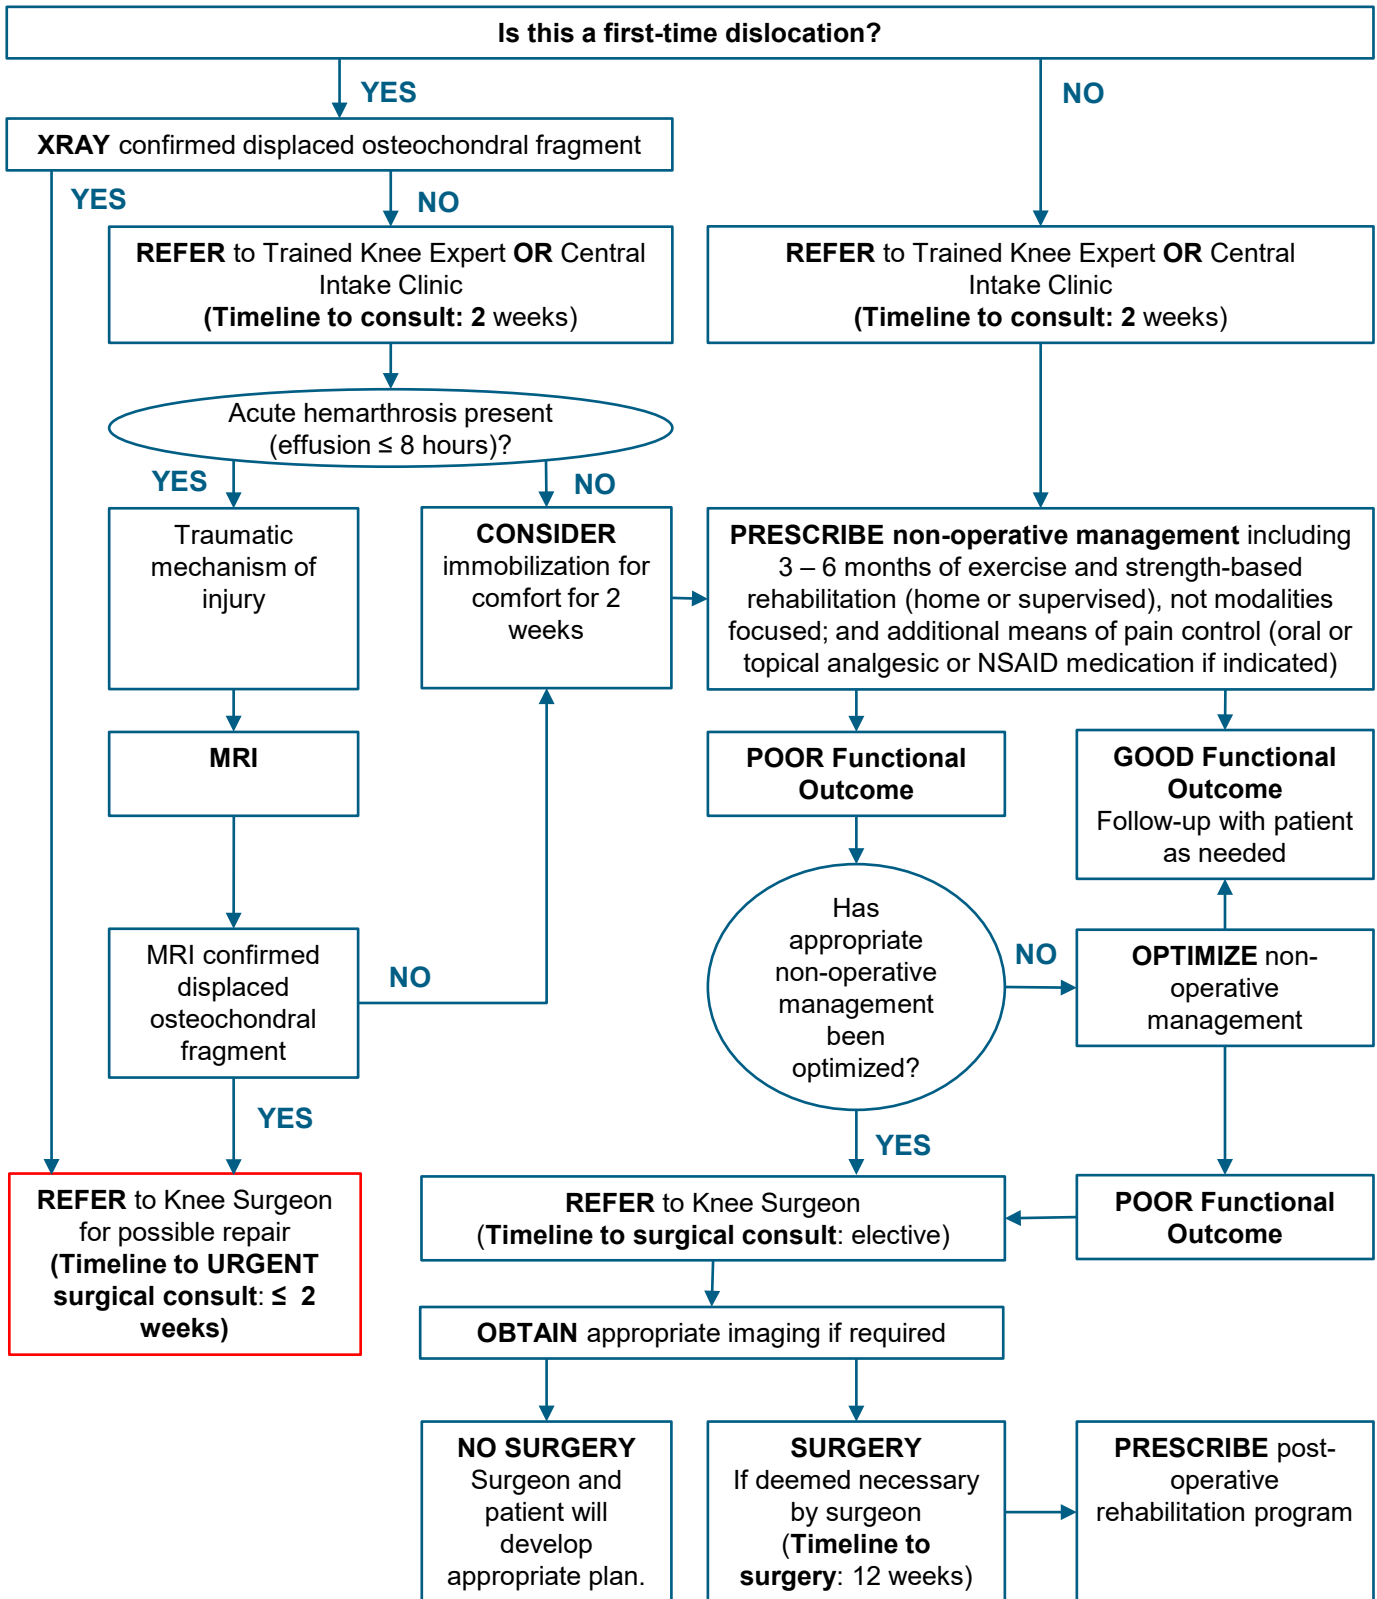 Is this a first-time dislocation?
YES
NO
XRAY confirmed displaced osteochondral fragment
YES
NO
REFER to Trained Knee Expert OR Central
Intake Clinic
(Timeline to consult: 2 weeks)
REFER to Trained Knee Expert OR Central
Intake Clinic
(Timeline to consult: 2 weeks)
Acute hemarthrosis present
(effusion ≤ 8 hours)?
YES
NO
Traumatic
mechanism of
injury
CONSIDER
immobilization for
comfort for 2
weeks
PRESCRIBE non-operative management including
3 – 6 months of exercise and strength-based
rehabilitation (home or supervised), not modalities
focused; and additional means of pain control (oral or
topical analgesic or NSAID medication if indicated)
MRI
POOR Functional
Outcome
GOOD Functional
Outcome
Follow-up with patient
as needed
MRI confirmed
displaced
osteochondral
fragment
NO
YES
Has
appropriate
non-operative
management
been
optimized?
NO
OPTIMIZE non-
operative
management
YES
REFER to Knee Surgeon
for possible repair
(Timeline to URGENT
surgical consult: ≤ 2
weeks)
REFER to Knee Surgeon
(Timeline to surgical consult: elective)
POOR Functional
Outcome
OBTAIN appropriate imaging if required
NO SURGERY
Surgeon and
patient will
develop
appropriate plan.
SURGERY
If deemed necessary
by surgeon
(Timeline to
surgery: 12 weeks)
PRESCRIBE post-
operative
rehabilitation program